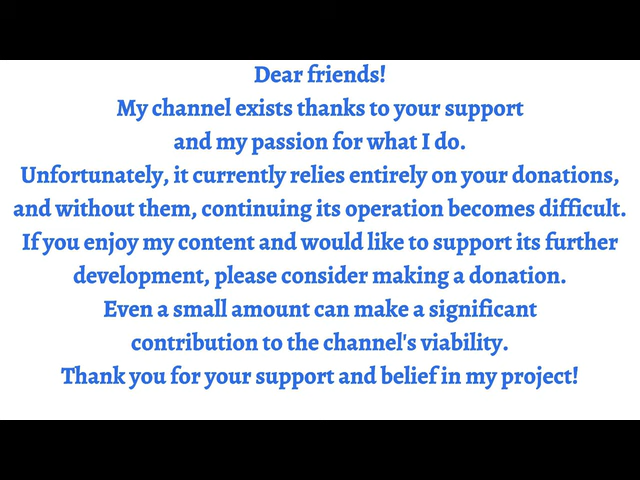 Dear friends!
My channel exists thanks to your support
and my passion for what I do.
Unfortunately, it currently relies entirely on your donations,
and without them, continuing its operation becomes difficult.
If you enjoy my content and would like to support its further
development, please consider making a donation.
Even a small amount can make a significant
contribution to the channel's viability.
Thank you for your support and belief in my project!